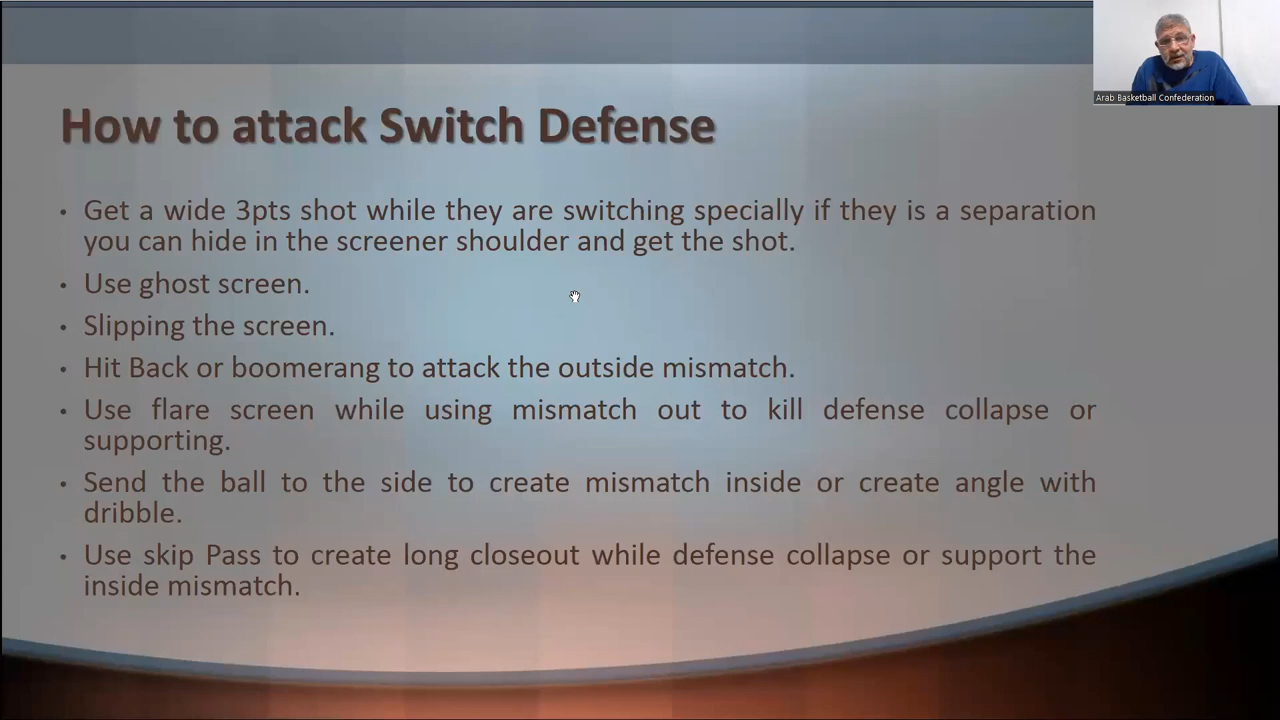 Arab Basketball Confederation
How to attack Switch Defense
• Get a wide 3pts shot while they are switching specially if they is a separation
you can hide in the screener shoulder and get the shot.
• Use ghost screen.
• Slipping the screen.
• Hit Back or boomerang to attack the outside mismatch.
• Use flare screen while using mismatch out to kill defense collapse or
supporting.
• Send the ball to the side to create mismatch inside or create angle with
dribble.
• Use skip Pass to create long closeout while defense collapse or support the
inside mismatch.